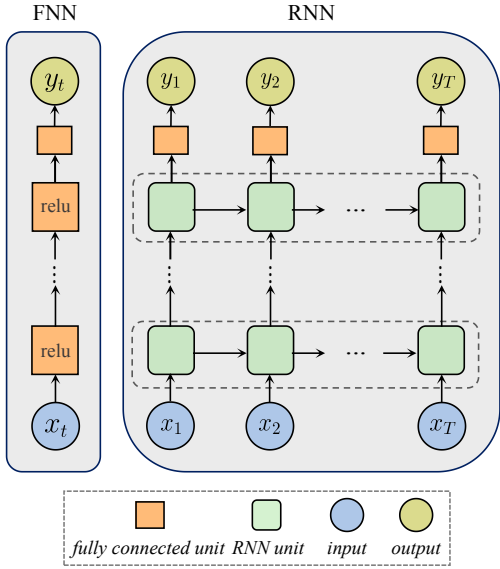 FNN RNN
y_t y_1 y_2 y_T
relu
...
...
relu
...
x_t x_1 x_2 x_T
fully connected unit RNN unit input output